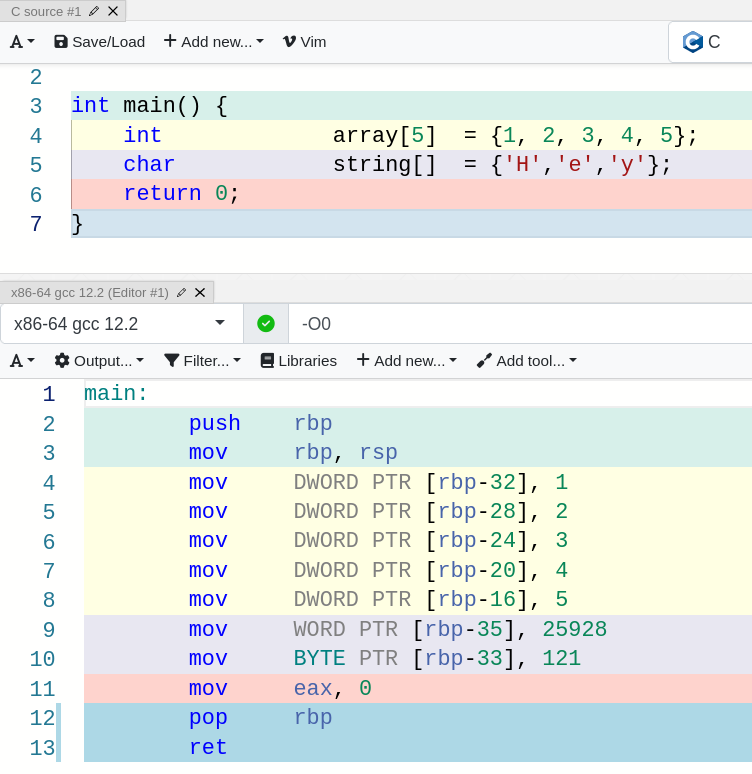 C source #1
A Save/Load Add new... Vim C
2
3 int main() {
4 int array[5] = {1, 2, 3, 4, 5};
5 char string[] = {'H','e','y'};
6 return 0;
7 }
x86-64 gcc 12.2 (Editor #1)
x86-64 gcc 12.2 -O0
A Output... Filter... Libraries Add new... Add tool...
1 main:
2 push rbp
3 mov rbp, rsp
4 mov DWORD PTR [rbp-32], 1
5 mov DWORD PTR [rbp-28], 2
6 mov DWORD PTR [rbp-24], 3
7 mov DWORD PTR [rbp-20], 4
8 mov DWORD PTR [rbp-16], 5
9 mov WORD PTR [rbp-35], 25928
10 mov BYTE PTR [rbp-33], 121
11 mov eax, 0
12 pop rbp
13 ret